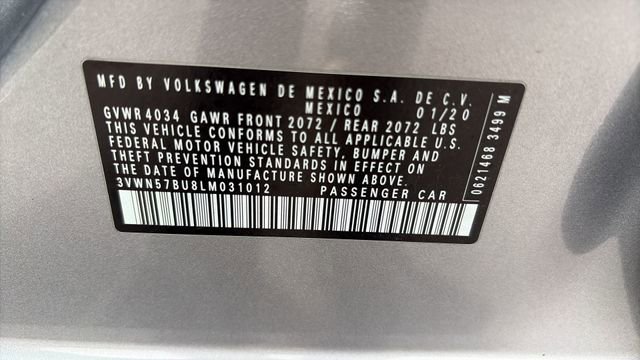 MFD BY VOLKSWAGEN DE MEXICO S.A. DE C.V.
MEXICO 01/20
GVWR 4034 GAWR FRONT 2072 / REAR 2072 LBS
THIS VEHICLE CONFORMS TO ALL APPLICABLE U.S.
FEDERAL MOTOR VEHICLE SAFETY, BUMPER AND
THEFT PREVENTION STANDARDS IN EFFECT ON
THE DATE OF MANUFACTURE SHOWN ABOVE.
3VWN57BU8LM031012 PASSENGER CAR
0621468 3499 M